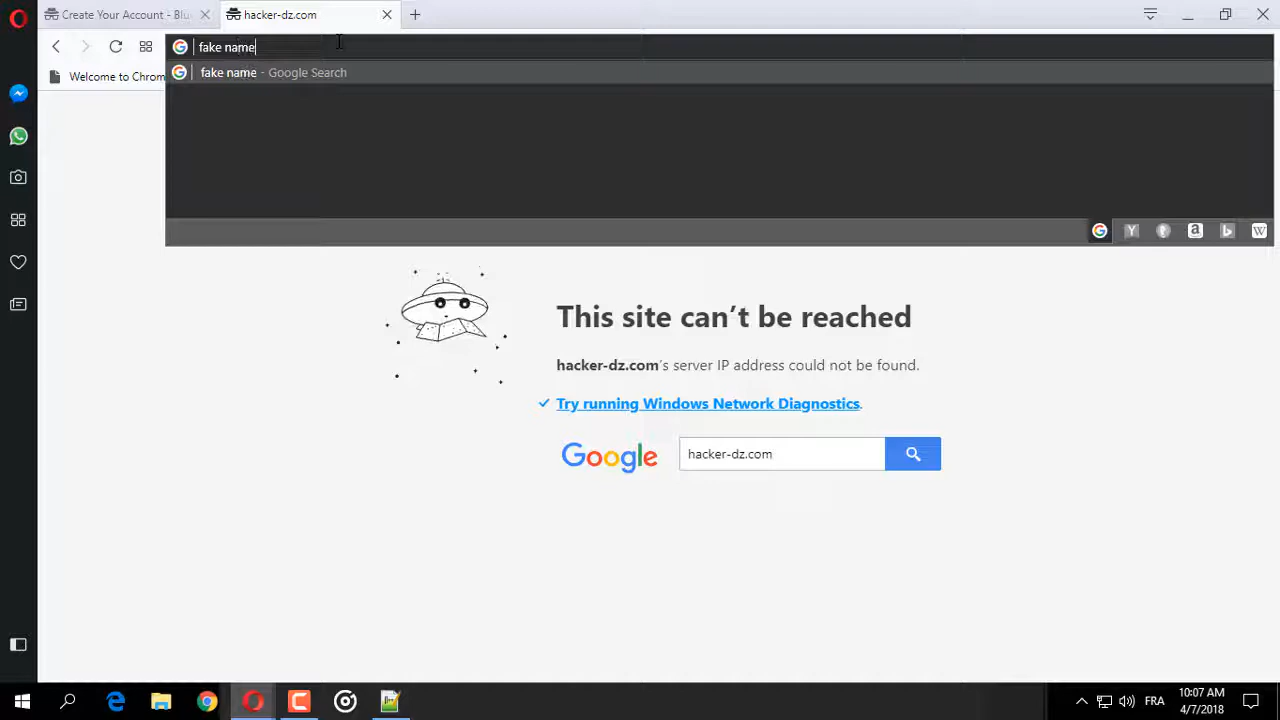 Create Your Account - Blu
hacker-dz.com
fake name
Welcome to Chrom
fake name - Google Search
This site can't be reached
hacker-dz.com's server IP address could not be found.
Try running Windows Network Diagnostics.
Google
hacker-dz.com
FRA
10:07 AM
4/7/2018